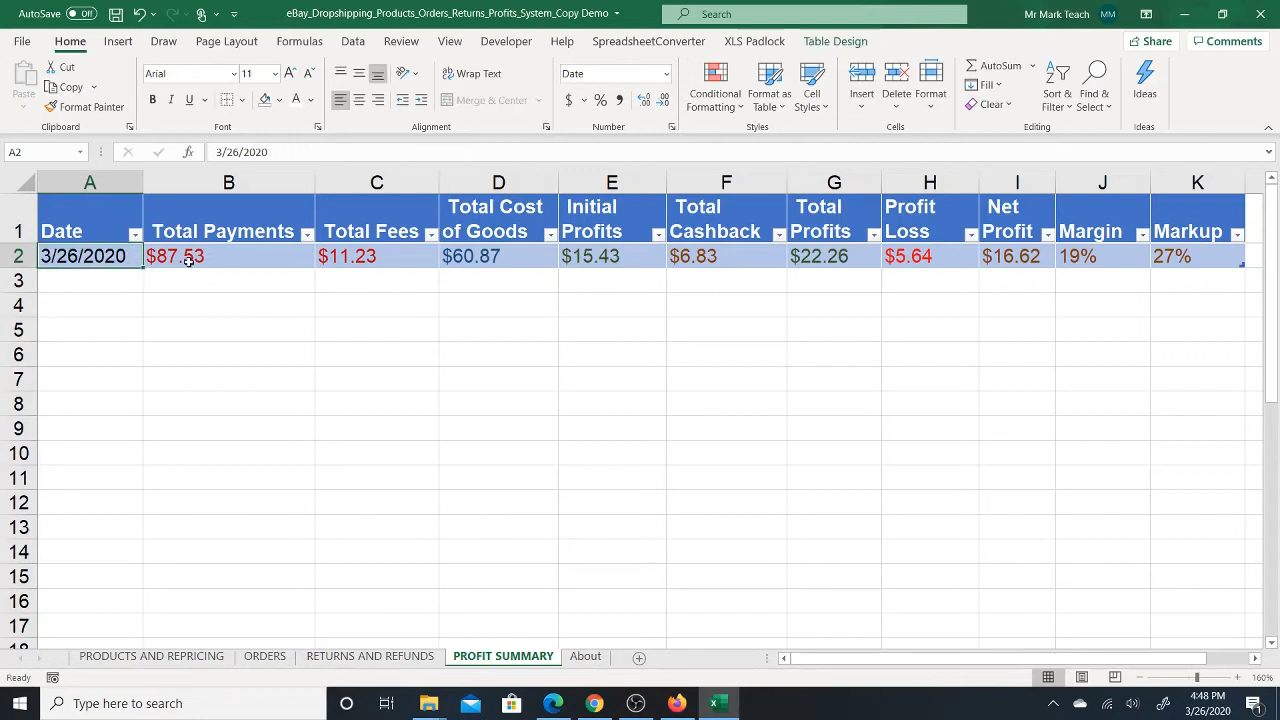 AutoSave Off
eBay_Dropshipping_Products_Orders_Returns_Profits_System_Copy Demo
Search
Mr Mark Teach
MM
File Home Insert Draw Page Layout Formulas Data Review View Developer Help SpreadsheetConverter XLS Padlock Table Design
Share
Comments
Paste
Cut
Copy
Format Painter
Clipboard
Arial 11
B I U
Font
Wrap Text
Merge & Center
Alignment
Date
$ % ,
Number
Conditional Formatting
Format as Table
Cell Styles
Styles
Insert Delete Format
Cells
AutoSum
Fill
Clear
Sort & Filter
Find & Select
Editing
Ideas
Ideas
A2
fx 3/26/2020
A B C D E F G H I J K
1 Date Total Payments Total Fees Total Cost of Goods Initial Profits Total Cashback Total Profits Profit Loss Net Profit Margin Markup
2 3/26/2020 $87.53 $11.23 $60.87 $15.43 $6.83 $22.26 $5.64 $16.62 19% 27%
3
4
5
6
7
8
9
10
11
12
13
14
15
16
17
18
PRODUCTS AND REPRICING ORDERS RETURNS AND REFUNDS PROFIT SUMMARY About
Ready
160%
Type here to search
4:48 PM
3/26/2020